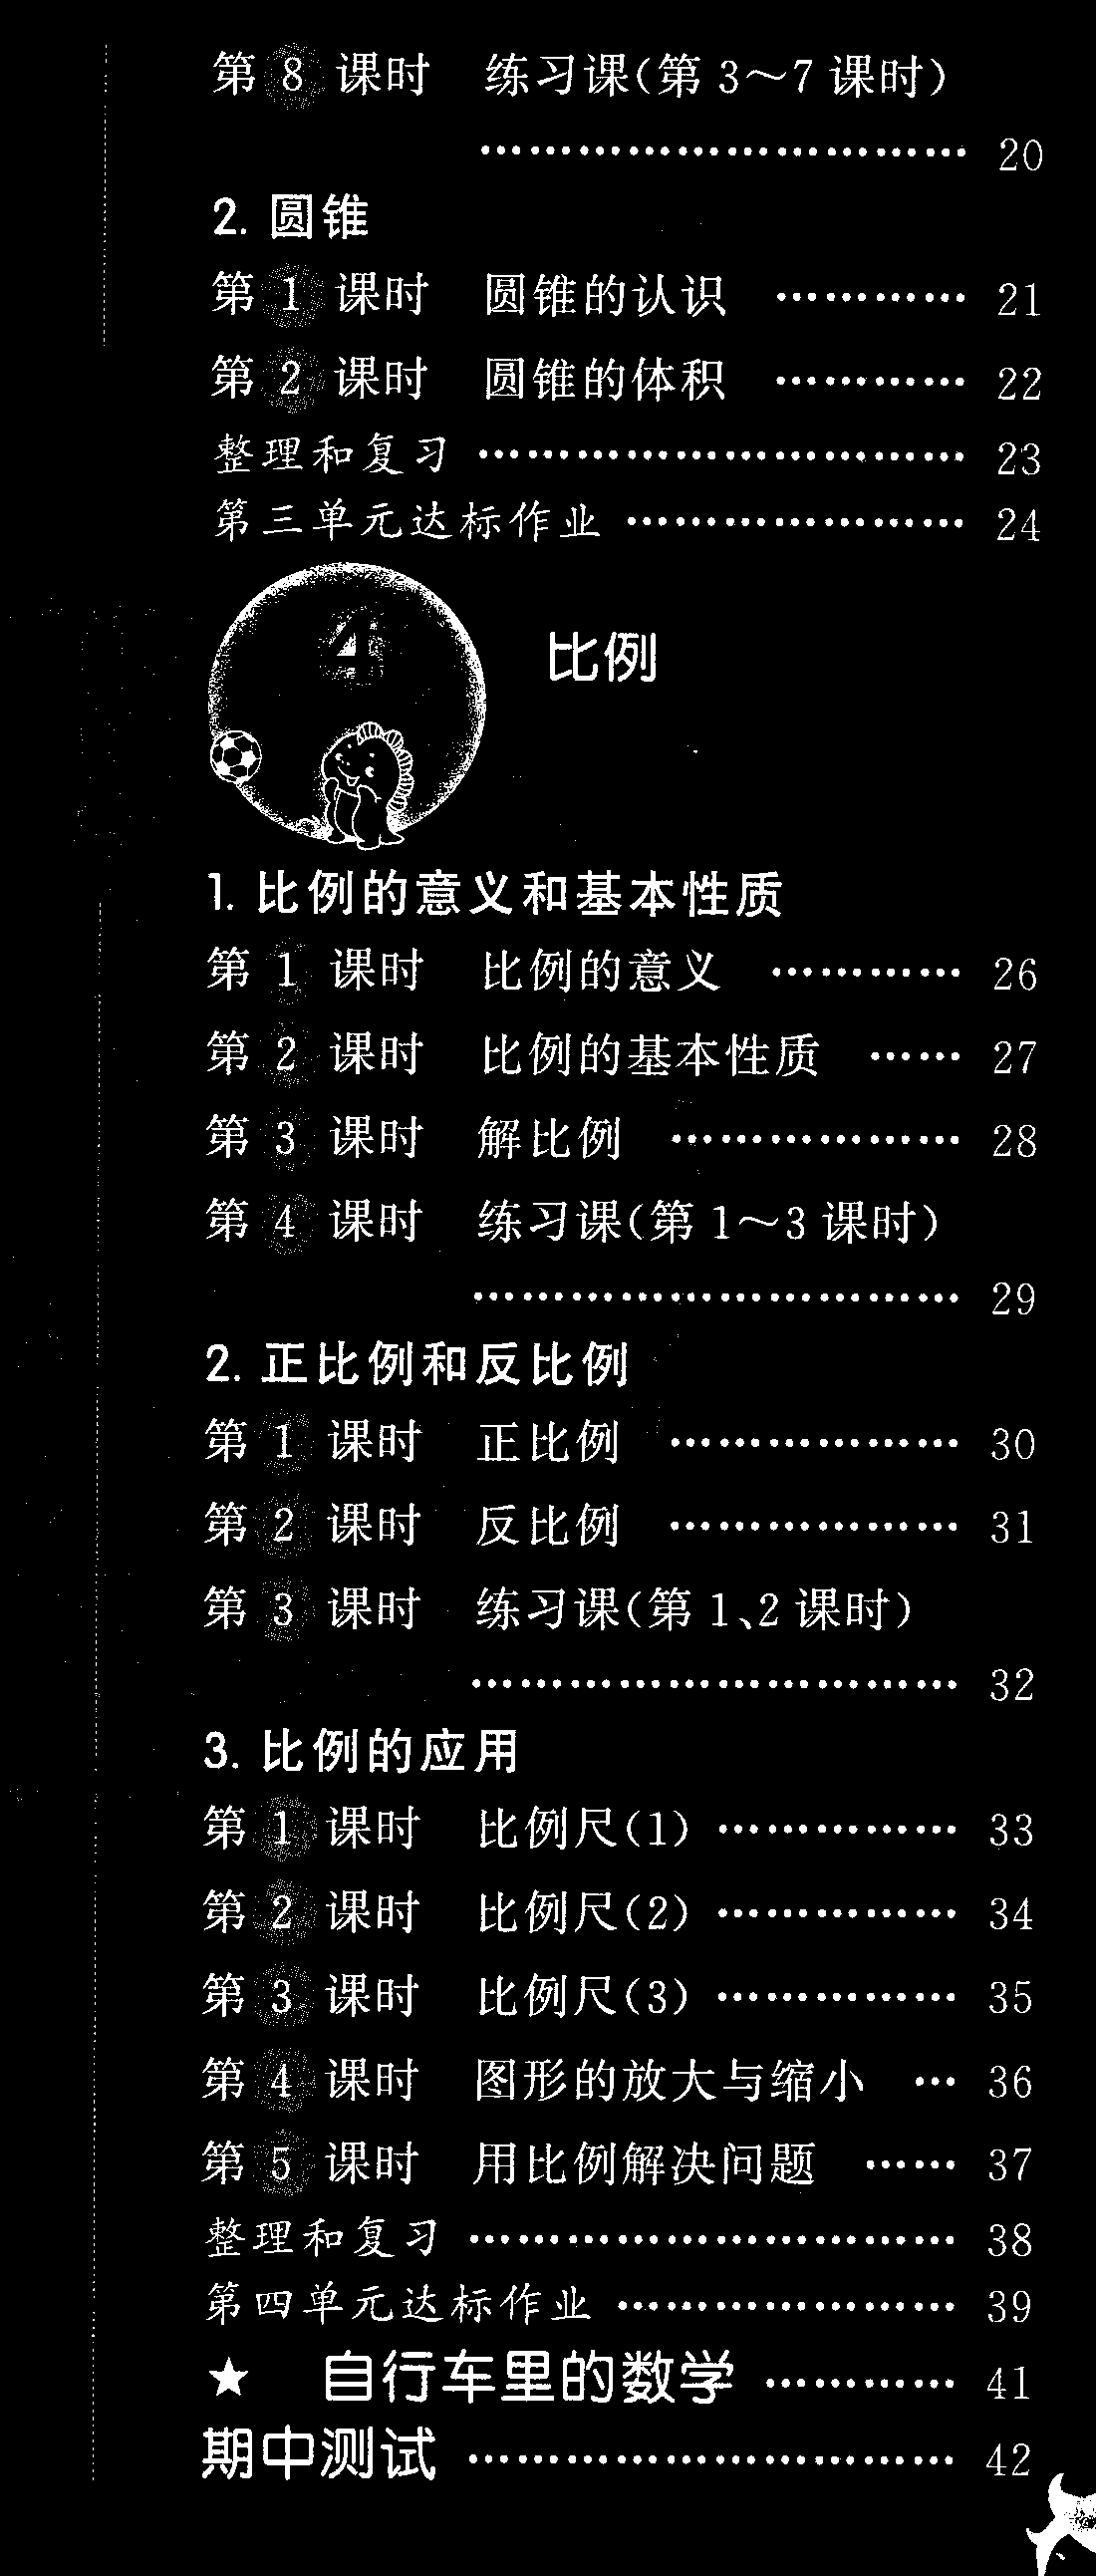 第 8 课时 练习课(第 3～7 课时)
…………………………… 20
2. 圆锥
第 1 课时 圆锥的认识 ………… 21
第 2 课时 圆锥的体积 ………… 22
整理和复习 …………………………… 23
第三单元达标作业 ………………… 24
4 比例
1. 比例的意义和基本性质
第 1 课时 比例的意义 ………… 26
第 2 课时 比例的基本性质 …… 27
第 3 课时 解比例 ……………… 28
第 4 课时 练习课(第 1～3 课时)
…………………………… 29
2. 正比例和反比例
第 1 课时 正比例 ……………… 30
第 2 课时 反比例 ……………… 31
第 3 课时 练习课(第 1、2 课时)
…………………………… 32
3. 比例的应用
第 1 课时 比例尺(1) …………… 33
第 2 课时 比例尺(2) …………… 34
第 3 课时 比例尺(3) …………… 35
第 4 课时 图形的放大与缩小 … 36
第 5 课时 用比例解决问题 …… 37
整理和复习 …………………………… 38
第四单元达标作业 ………………… 39
★ 自行车里的数学 ………… 41
期中测试 …………………………… 42